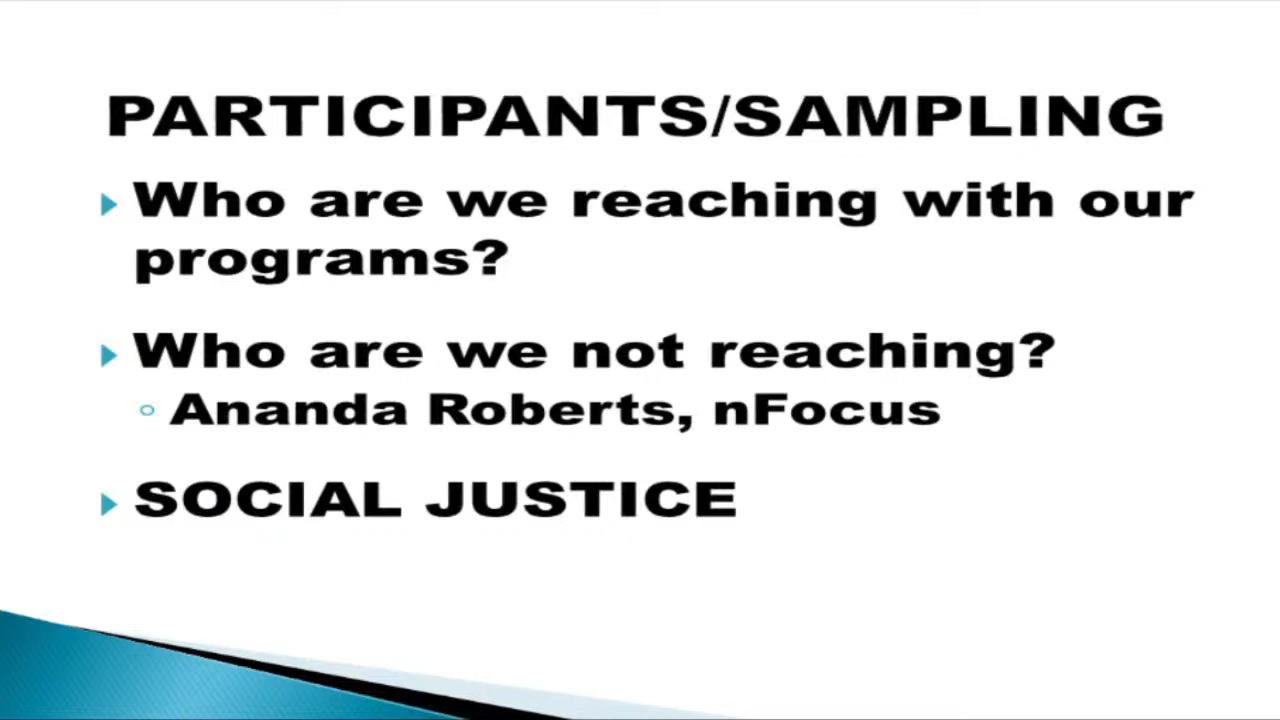 PARTICIPANTS/SAMPLING
Who are we reaching with our
programs?
Who are we not reaching?
Ananda Roberts, nFocus
SOCIAL JUSTICE